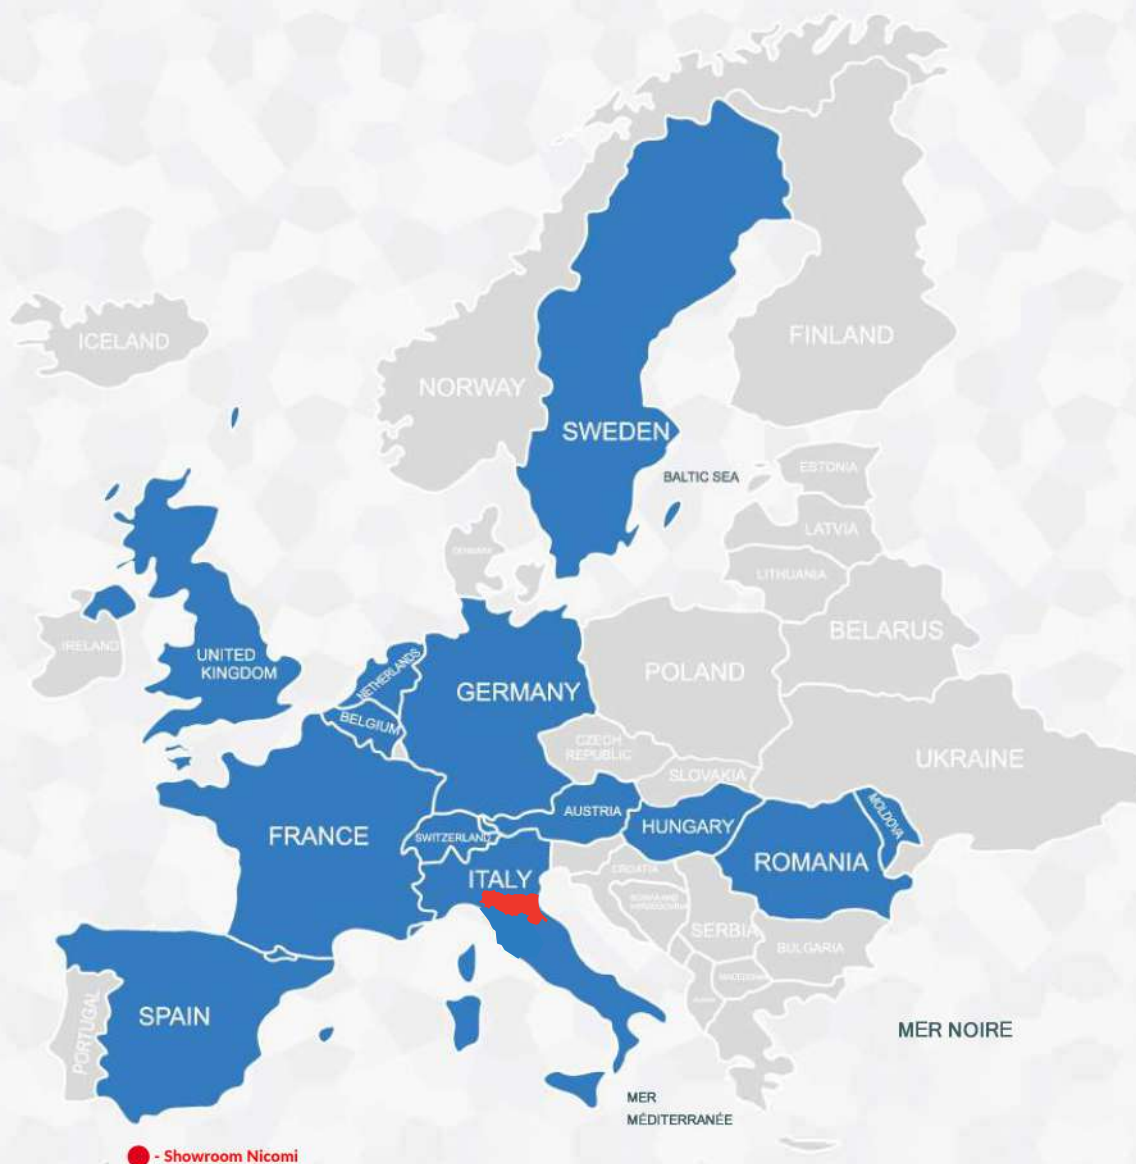 ICELAND
FINLAND
NORWAY
SWEDEN
BALTIC SEA
ESTONIA
LATVIA
DENMARK
LITHUANIA
BELARUS
IRELAND
UNITED
KINGDOM
NETHERLANDS
POLAND
GERMANY
BELGIUM
CZECH
REPUBLIC
UKRAINE
SLOVAKIA
AUSTRIA
MOLDOVA
HUNGARY
FRANCE
SWITZERLAND
ROMANIA
CROATIA
ITALY
SERBIA
BULGARIA
MACEDONIA
SPAIN
PORTUGAL
MER NOIRE
MER
MÉDITERRANÉE
- Showroom Nicomi